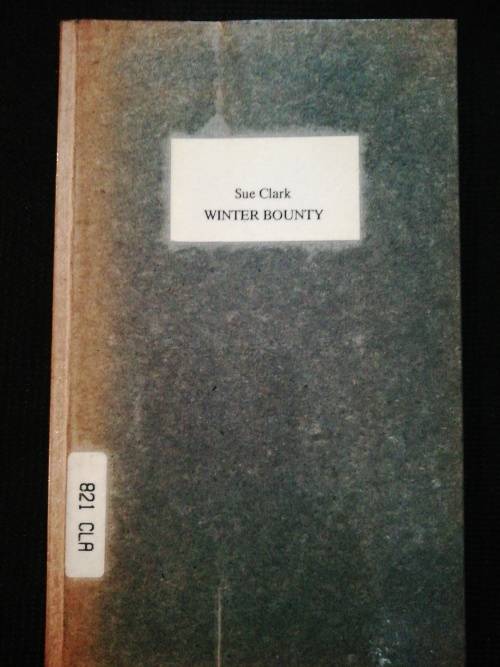 Sue Clark
WINTER BOUNTY
821 CLA